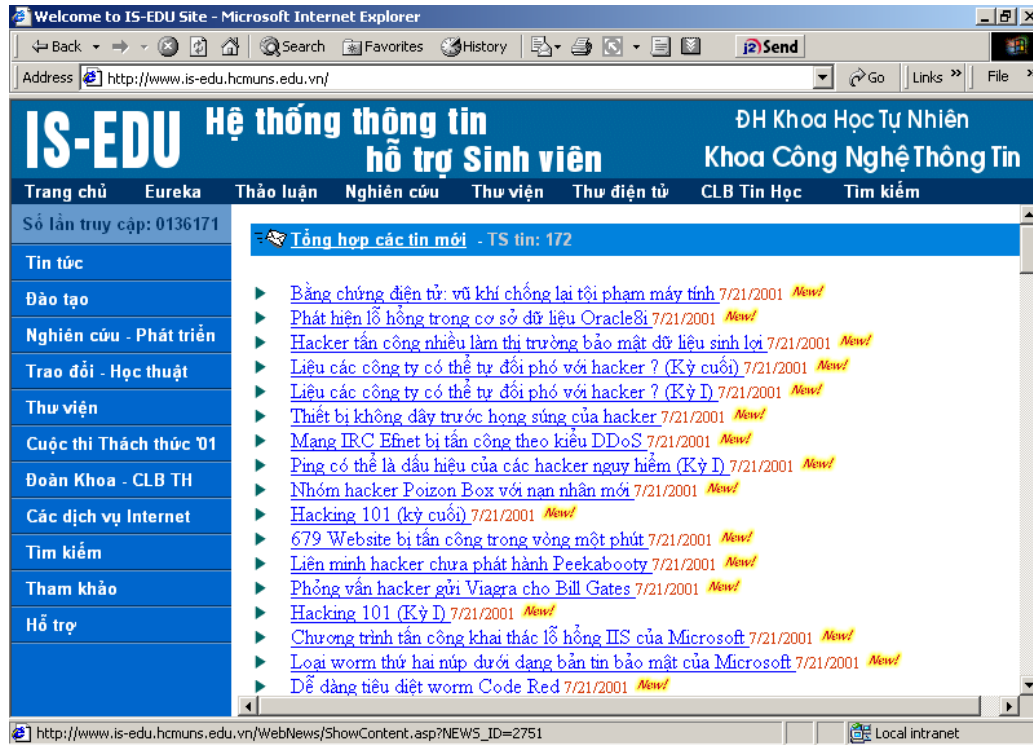 Welcome to IS-EDU Site - Microsoft Internet Explorer
Back Search Favorites History j2 Send
Address http://www.is-edu.hcmuns.edu.vn/ Go Links » File
IS-EDU Hệ thống thông tin hỗ trợ Sinh viên
ĐH Khoa Học Tự Nhiên
Khoa Công Nghệ Thông Tin
Trang chủ Eureka Thảo luận Nghiên cứu Thư viện Thư điện tử CLB Tin Học Tìm kiếm
Số lần truy cập: 0136171
Tin tức
Đào tạo
Nghiên cứu - Phát triển
Trao đổi - Học thuật
Thư viện
Cuộc thi Thách thức '01
Đoàn Khoa - CLB TH
Các dịch vụ Internet
Tìm kiếm
Tham khảo
Hỗ trợ
Tổng hợp các tin mới - TS tin: 172
Bằng chứng điện tử: vũ khí chống lại tội phạm máy tính 7/21/2001 New!
Phát hiện lỗ hổng trong cơ sở dữ liệu Oracle8i 7/21/2001 New!
Hacker tấn công nhiều làm thị trường bảo mật dữ liệu sinh lợi 7/21/2001 New!
Liệu các công ty có thể tự đối phó với hacker ? (Kỳ cuối) 7/21/2001 New!
Liệu các công ty có thể tự đối phó với hacker ? (Kỳ I) 7/21/2001 New!
Thiết bị không dây trước họng súng của hacker 7/21/2001 New!
Mạng IRC Efnet bị tấn công theo kiểu DDoS 7/21/2001 New!
Ping có thể là dấu hiệu của các hacker nguy hiểm (Kỳ I) 7/21/2001 New!
Nhóm hacker Poizon Box với nạn nhân mới 7/21/2001 New!
Hacking 101 (kỳ cuối) 7/21/2001 New!
679 Website bị tấn công trong vòng một phút 7/21/2001 New!
Liên minh hacker chưa phát hành Peekabooty 7/21/2001 New!
Phỏng vấn hacker gửi Viagra cho Bill Gates 7/21/2001 New!
Hacking 101 (Kỳ I) 7/21/2001 New!
Chương trình tấn công khai thác lỗ hổng IIS của Microsoft 7/21/2001 New!
Loại worm thứ hai núp dưới dạng bản tin bảo mật của Microsoft 7/21/2001 New!
Dễ dàng tiêu diệt worm Code Red 7/21/2001 New!
http://www.is-edu.hcmuns.edu.vn/WebNews/ShowContent.asp?NEWS_ID=2751 Local intranet